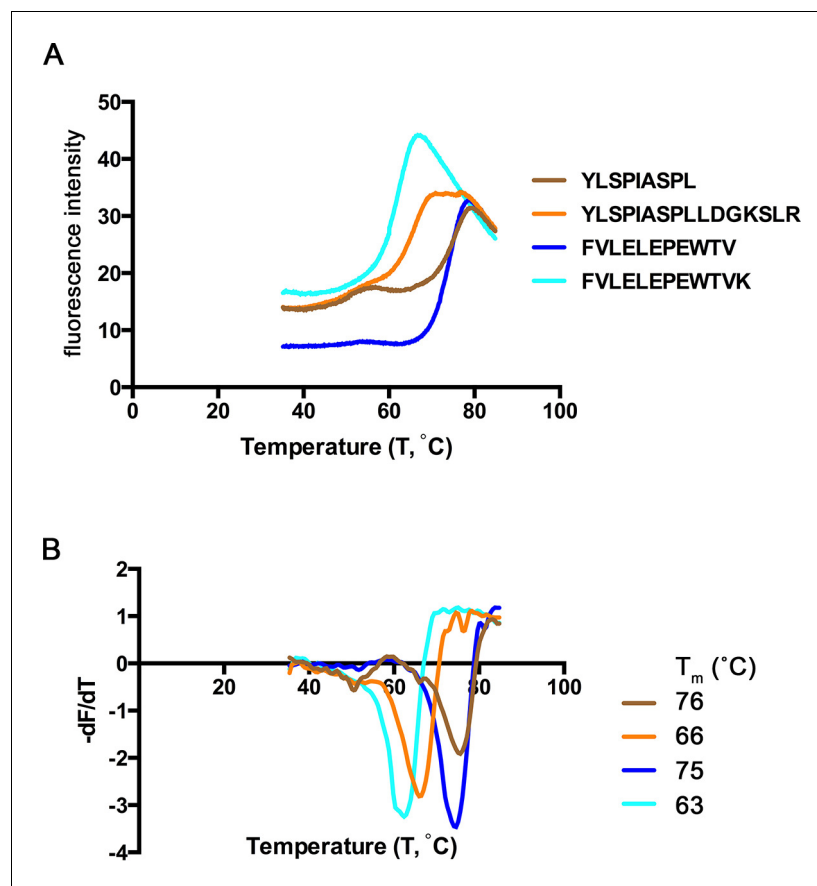 A
50
40
30
20
10
0
fluorescence intensity
0 20 40 60 80 100
Temperature (T, °C)
YLSPIASPL
YLSPIASPLLDGKSLR
FVLELEPEWTV
FVLELEPEWTVK
B
2
1
0
-1
-2
-3
-4
-dF/dT
20 40 60 80 100
Temperature (T, °C)
Tm (°C)
76
66
75
63